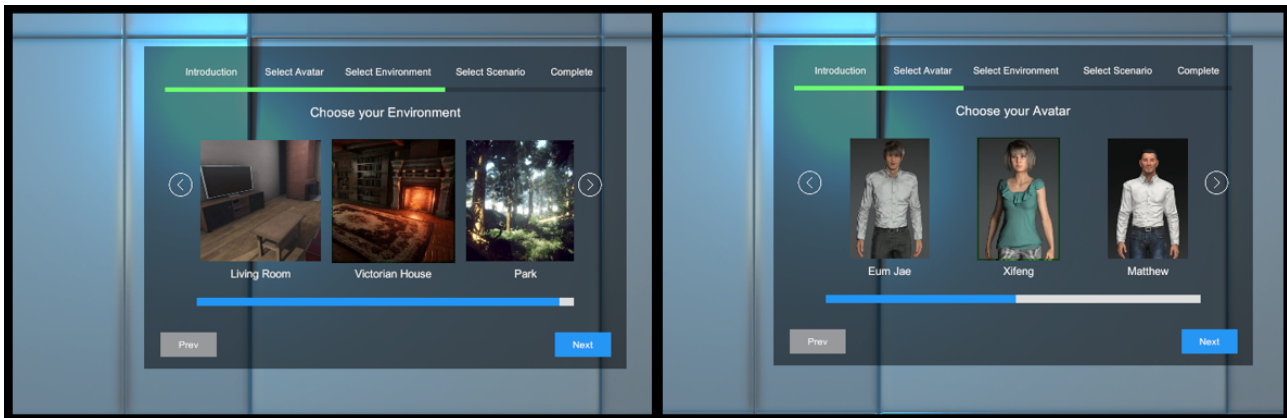 Introduction Select Avatar Select Environment Select Scenario Complete
Choose your Environment
Living Room Victorian House Park
Prev Next
Introduction Select Avatar Select Environment Select Scenario Complete
Choose your Avatar
Eum Jae Xifeng Matthew
Prev Next